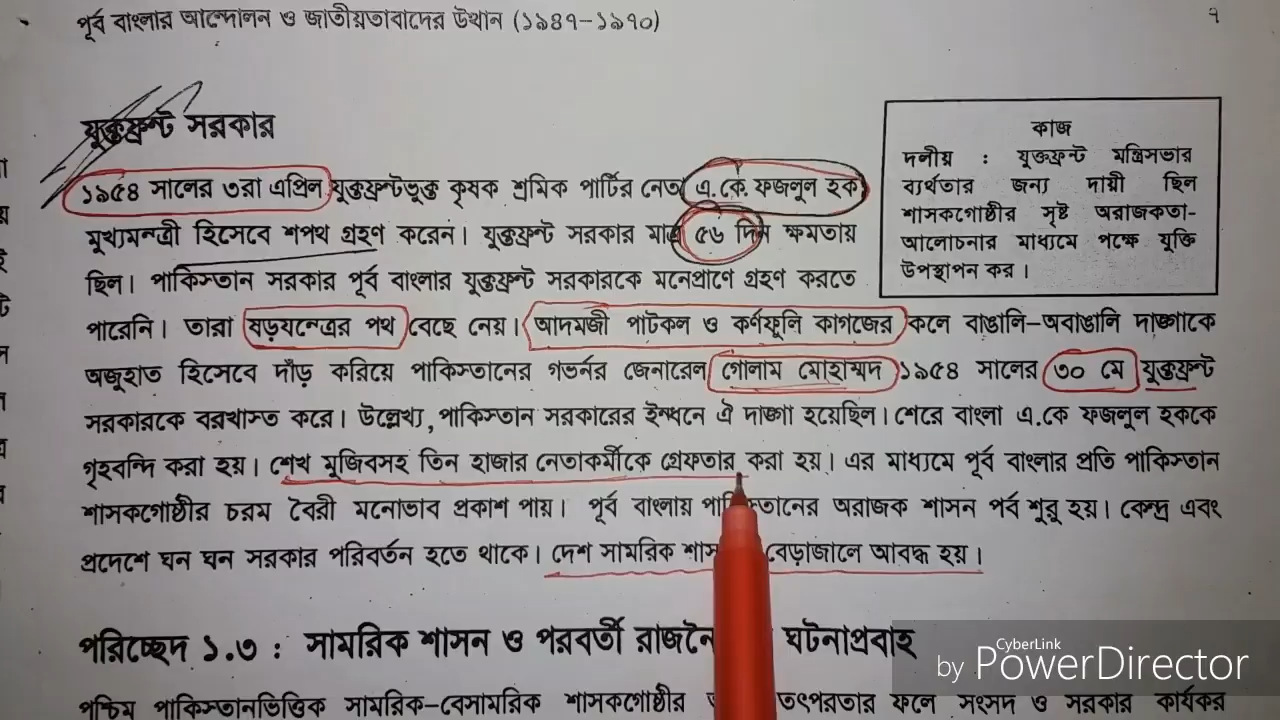 পূর্ব বাংলার আন্দোলন ও জাতীয়তাবাদের উত্থান (১৯৪৭-১৯৭০)
৭
যুক্তফ্রন্ট সরকার
১৯৫৪ সালের ৩রা এপ্রিল যুক্তফ্রন্টভুক্ত কৃষক শ্রমিক পার্টির নেতা এ. কে. ফজলুল হক
মুখ্যমন্ত্রী হিসেবে শপথ গ্রহণ করেন। যুক্তফ্রন্ট সরকার মাত্র ৫৬ দিন ক্ষমতায়
ছিল। পাকিস্তান সরকার পূর্ব বাংলার যুক্তফ্রন্ট সরকারকে মনেপ্রাণে গ্রহণ করতে
পারেনি। তারা ষড়যন্ত্রের পথ বেছে নেয়। আদমজী পাটকল ও কর্ণফুলি কাগজের কলে বাঙালি-অবাঙালি দাঙ্গাকে
অজুহাত হিসেবে দাঁড় করিয়ে পাকিস্তানের গভর্নর জেনারেল গোলাম মোহাম্মদ ১৯৫৪ সালের ৩০ মে যুক্তফ্রন্ট
সরকারকে বরখাস্ত করে। উল্লেখ্য, পাকিস্তান সরকারের ইন্ধনে ঐ দাঙ্গা হয়েছিল। শেরে বাংলা এ.কে ফজলুল হককে
গৃহবন্দি করা হয়। শেখ মুজিবসহ তিন হাজার নেতাকর্মীকে গ্রেফতার করা হয়। এর মাধ্যমে পূর্ব বাংলার প্রতি পাকিস্তান
শাসকগোষ্ঠীর চরম বৈরী মনোভাব প্রকাশ পায়। পূর্ব বাংলায় পাকিস্তানের অরাজক শাসন পর্ব শুরু হয়। কেন্দ্র এবং
প্রদেশে ঘন ঘন সরকার পরিবর্তন হতে থাকে। দেশ সামরিক শাস বেড়াজালে আবদ্ধ হয়।
কাজ
দলীয় : যুক্তফ্রন্ট মন্ত্রিসভার
ব্যর্থতার জন্য দায়ী ছিল
শাসকগোষ্ঠীর সৃষ্ট অরাজকতা-
আলোচনার মাধ্যমে পক্ষে যুক্তি
উপস্থাপন কর।
পরিচ্ছেদ ১.৩ : সামরিক শাসন ও পরবর্তী রাজনৈ ঘটনাপ্রবাহ
পশ্চিম পাকিস্তানভিত্তিক সামরিক-বেসামরিক শাসকগোষ্ঠীর তৎপরতার ফলে সংসদ ও সরকার কার্যকর
CyberLink
by PowerDirector